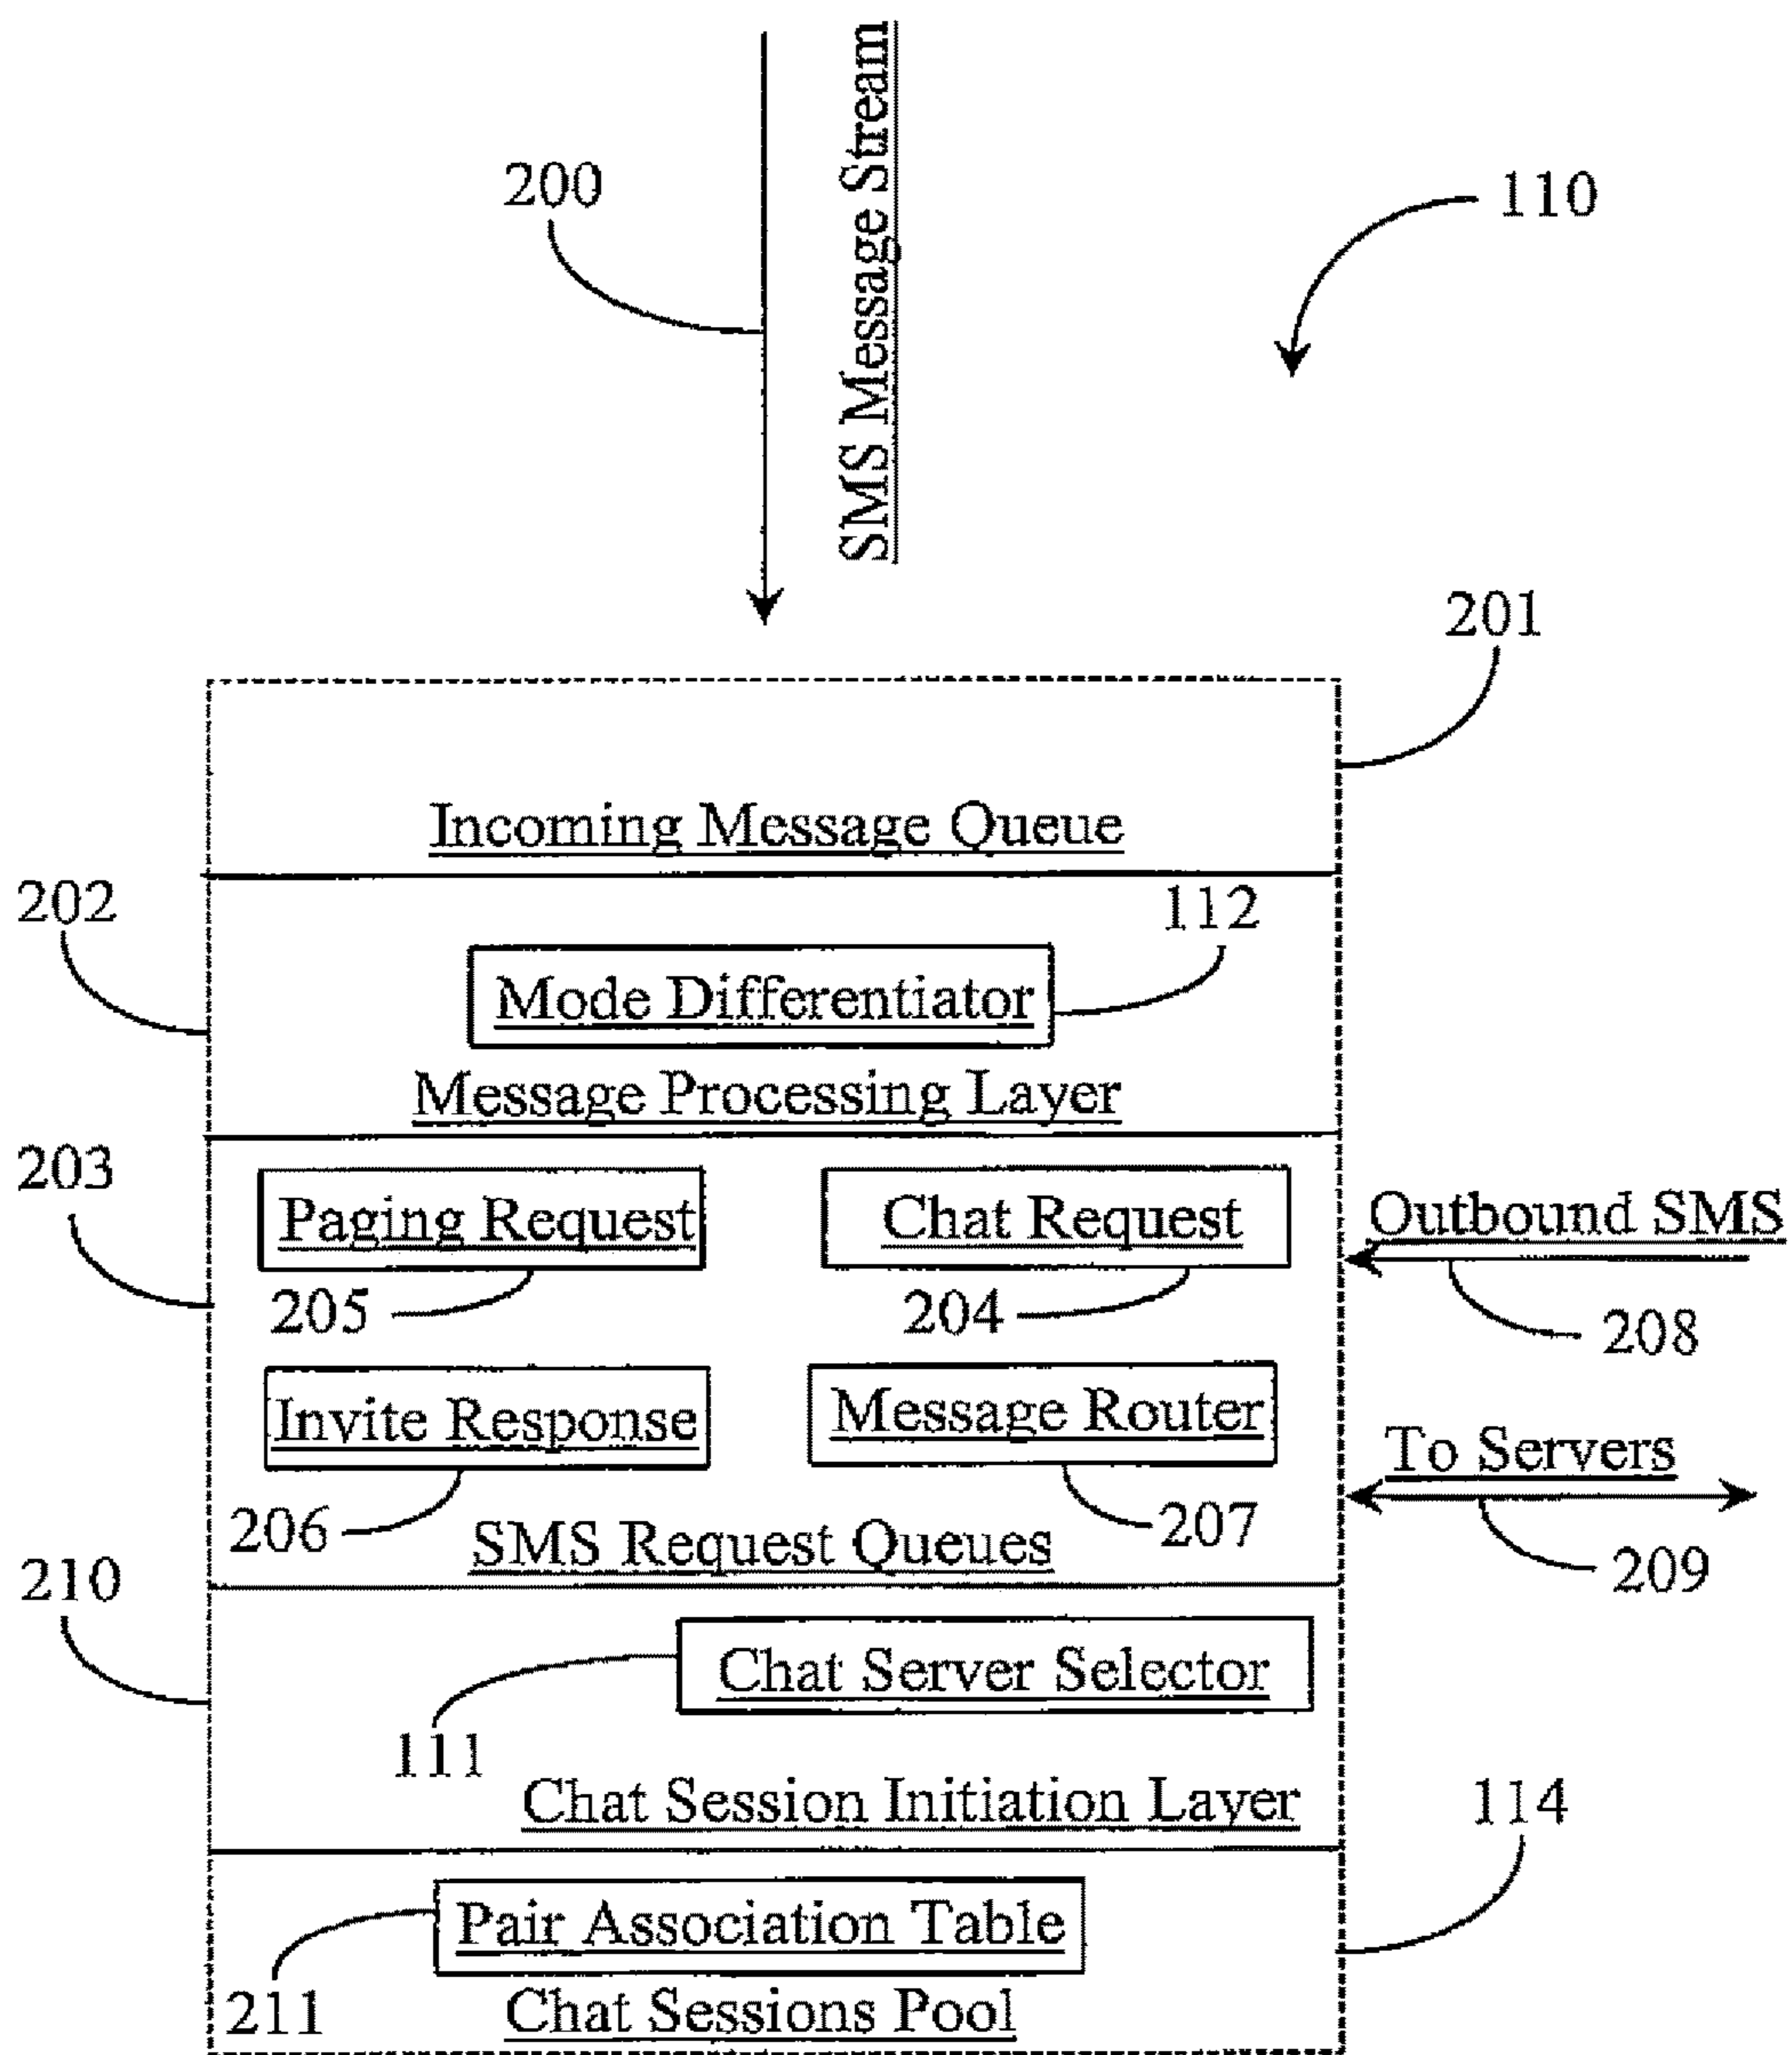 SMS Message Stream
200
110
201
Incoming Message Queue
202
112
Mode Differentiator
Message Processing Layer
203
Paging Request
Chat Request
Outbound SMS
205
204
208
Invite Response
Message Router
To Servers
206
207
SMS Request Queues
209
210
Chat Server Selector
111
Chat Session Initiation Layer
114
Pair Association Table
211
Chat Sessions Pool